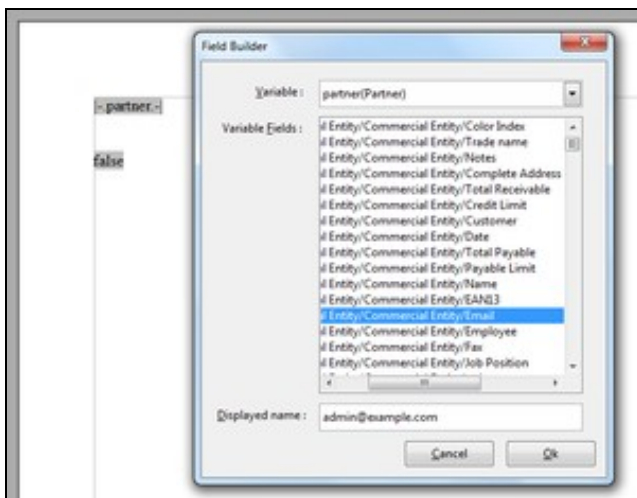 Field Builder
Variable :
partner(Partner)
|-.partner.-|
Variable Fields :
l Entity/Commercial Entity/Color Index
l Entity/Commercial Entity/Trade name
l Entity/Commercial Entity/Notes
l Entity/Commercial Entity/Complete Address
l Entity/Commercial Entity/Total Receivable
l Entity/Commercial Entity/Credit Limit
l Entity/Commercial Entity/Customer
l Entity/Commercial Entity/Date
l Entity/Commercial Entity/Total Payable
l Entity/Commercial Entity/Payable Limit
l Entity/Commercial Entity/Name
l Entity/Commercial Entity/EAN13
l Entity/Commercial Entity/Email
l Entity/Commercial Entity/Employee
l Entity/Commercial Entity/Fax
l Entity/Commercial Entity/Job Position
false
Displayed name :
admin@example.com
Cancel
Ok